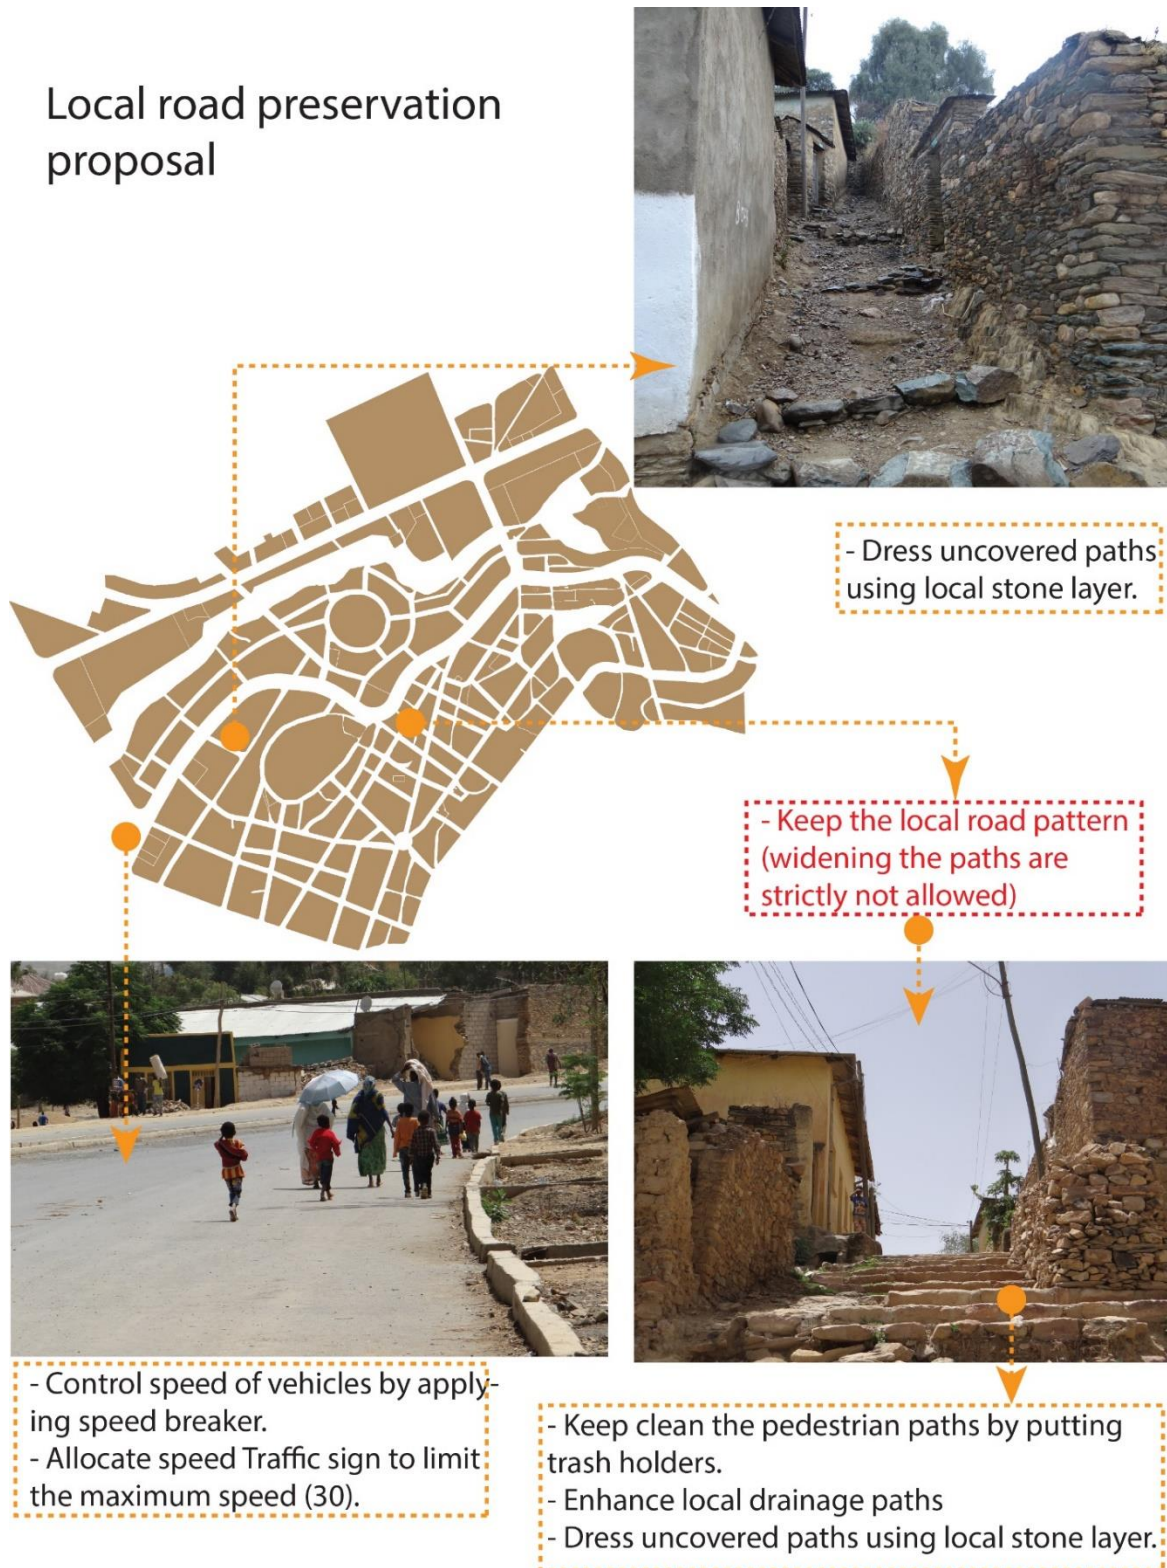 Local road preservation
proposal
- Dress uncovered paths
using local stone layer.
- Keep the local road pattern
(widening the paths are
strictly not allowed)
- Control speed of vehicles by apply-
ing speed breaker.
- Allocate speed Traffic sign to limit
the maximum speed (30).
- Keep clean the pedestrian paths by putting
trash holders.
- Enhance local drainage paths
- Dress uncovered paths using local stone layer.